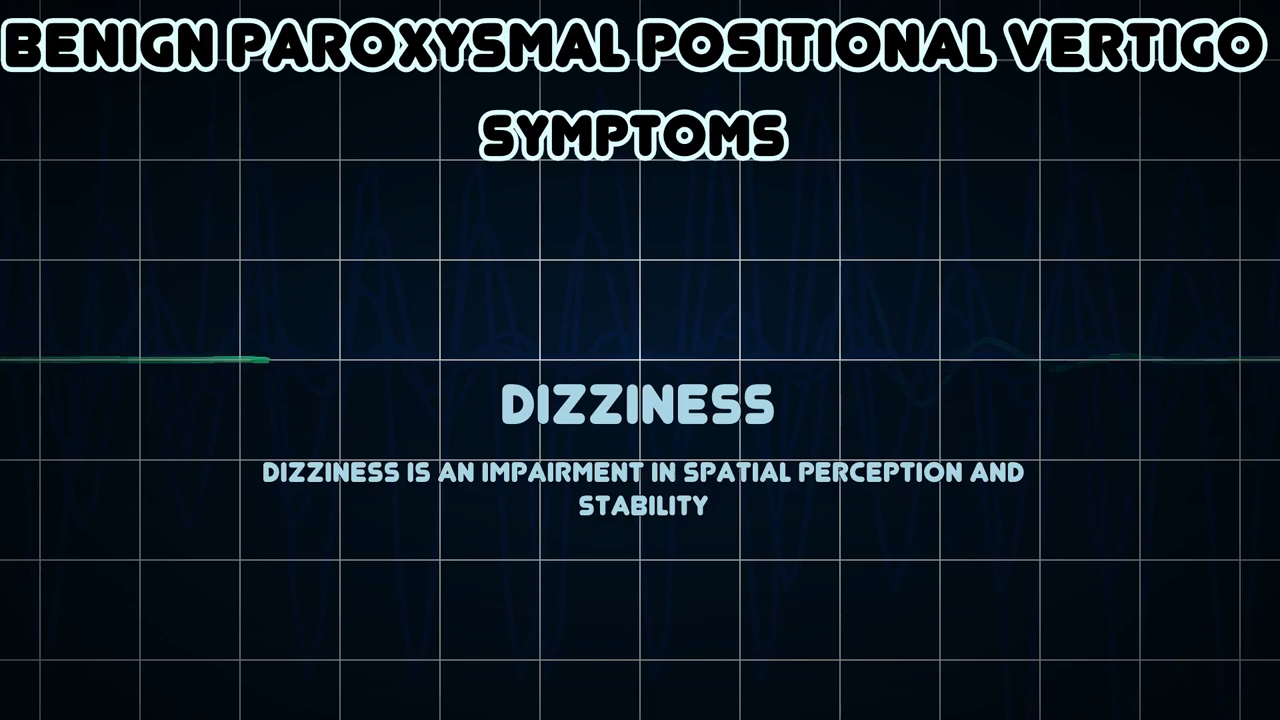 BENIGN PAROXYSMAL POSITIONAL VERTIGO
SYMPTOMS
DIZZINESS
DIZZINESS IS AN IMPAIRMENT IN SPATIAL PERCEPTION AND
STABILITY